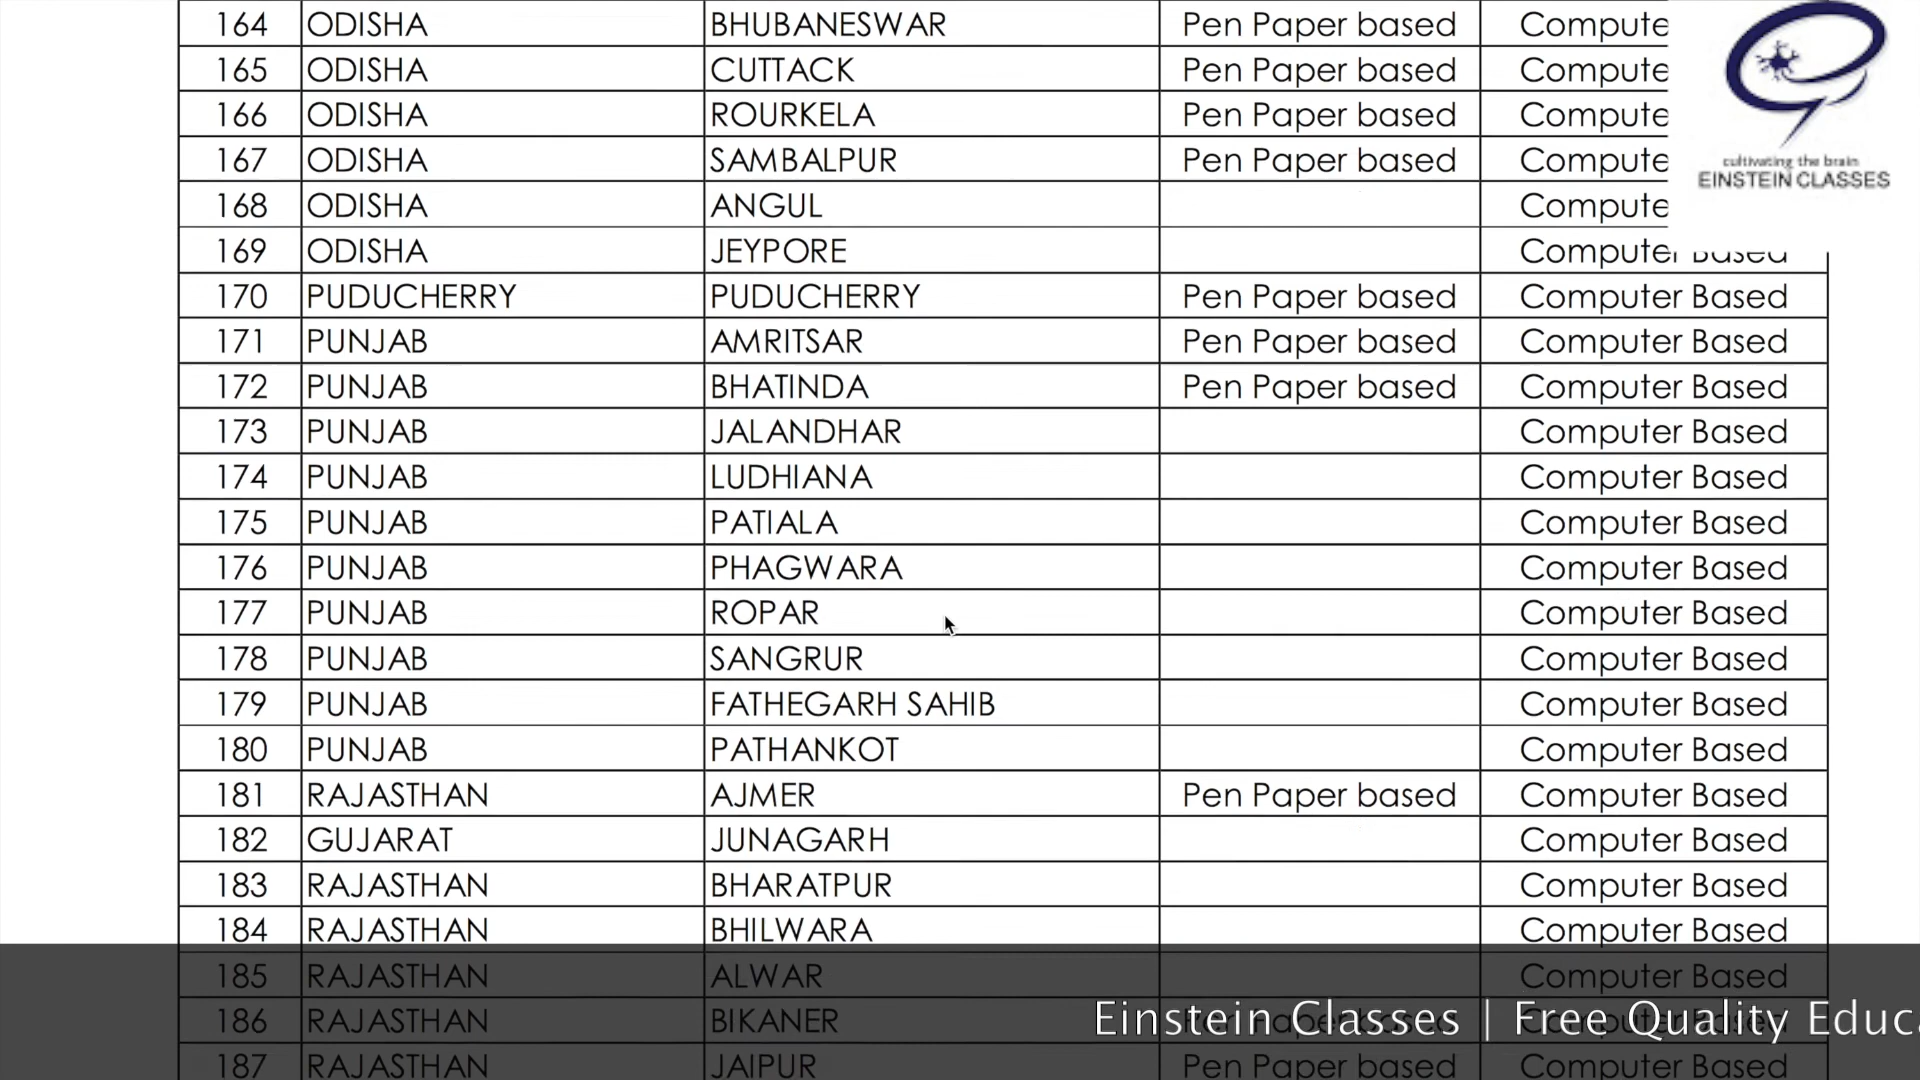 164 ODISHA BHUBANESWAR Pen Paper based Compute
165 ODISHA CUTTACK Pen Paper based Compute
166 ODISHA ROURKELA Pen Paper based Compute
167 ODISHA SAMBALPUR Pen Paper based Compute
cultivating the brain
EINSTEIN CLASSES
168 ODISHA ANGUL Compute
169 ODISHA JEYPORE Computer Based
170 PUDUCHERRY PUDUCHERRY Pen Paper based Computer Based
171 PUNJAB AMRITSAR Pen Paper based Computer Based
172 PUNJAB BHATINDA Pen Paper based Computer Based
173 PUNJAB JALANDHAR Computer Based
174 PUNJAB LUDHIANA Computer Based
175 PUNJAB PATIALA Computer Based
176 PUNJAB PHAGWARA Computer Based
177 PUNJAB ROPAR Computer Based
178 PUNJAB SANGRUR Computer Based
179 PUNJAB FATHEGARH SAHIB Computer Based
180 PUNJAB PATHANKOT Computer Based
181 RAJASTHAN AJMER Pen Paper based Computer Based
182 GUJARAT JUNAGARH Computer Based
183 RAJASTHAN BHARATPUR Computer Based
184 RAJASTHAN BHILWARA Computer Based
185 RAJASTHAN ALWAR Computer Based
186 RAJASTHAN BIKANER Pen Paper based Computer Based
Einstein Classes | Free Quality Educa
187 RAJASTHAN JAIPUR Pen Paper based Computer Based